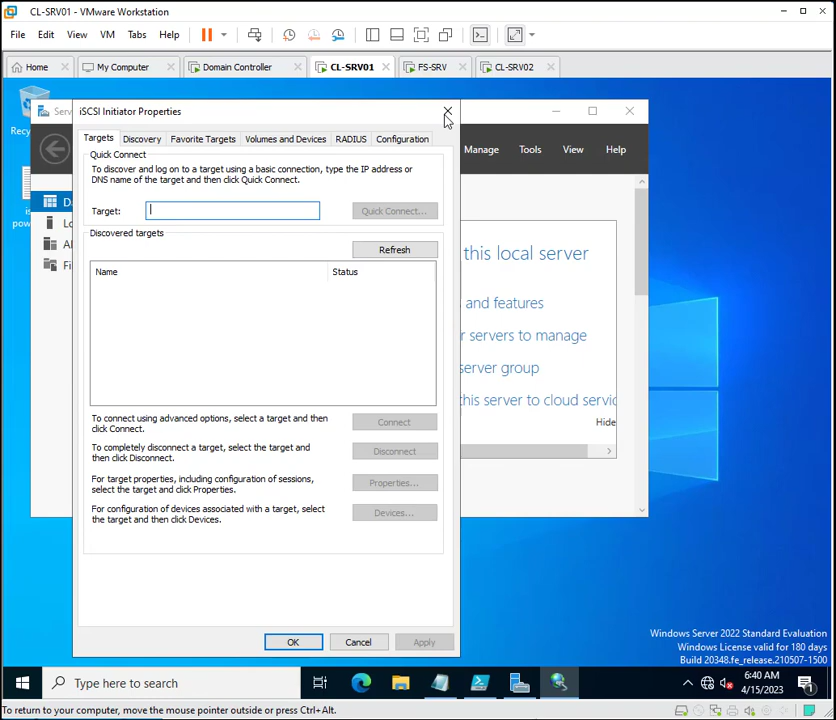 CL-SRV01 - VMware Workstation
File Edit View VM Tabs Help
Home My Computer Domain Controller CL-SRV01 FS-SRV CL-SRV02
iSCSI Initiator Properties
Targets Discovery Favorite Targets Volumes and Devices RADIUS Configuration
Quick Connect
To discover and log on to a target using a basic connection, type the IP address or
DNS name of the target and then click Quick Connect.
Target:
Quick Connect...
Discovered targets
Refresh
Name Status
To connect using advanced options, select a target and then
click Connect.
Connect
To completely disconnect a target, select the target and
then click Disconnect.
Disconnect
For target properties, including configuration of sessions,
select the target and click Properties.
Properties...
For configuration of devices associated with a target, select
the target and then click Devices.
Devices...
OK Cancel Apply
Manage Tools View Help
this local server
and features
servers to manage
server group
this server to cloud servic
Hide
Windows Server 2022 Standard Evaluation
Windows License valid for 180 days
Build 20348.fe_release.210507-1500
Type here to search
6:40 AM
4/15/2023
1
To return to your computer, move the mouse pointer outside or press Ctrl+Alt.